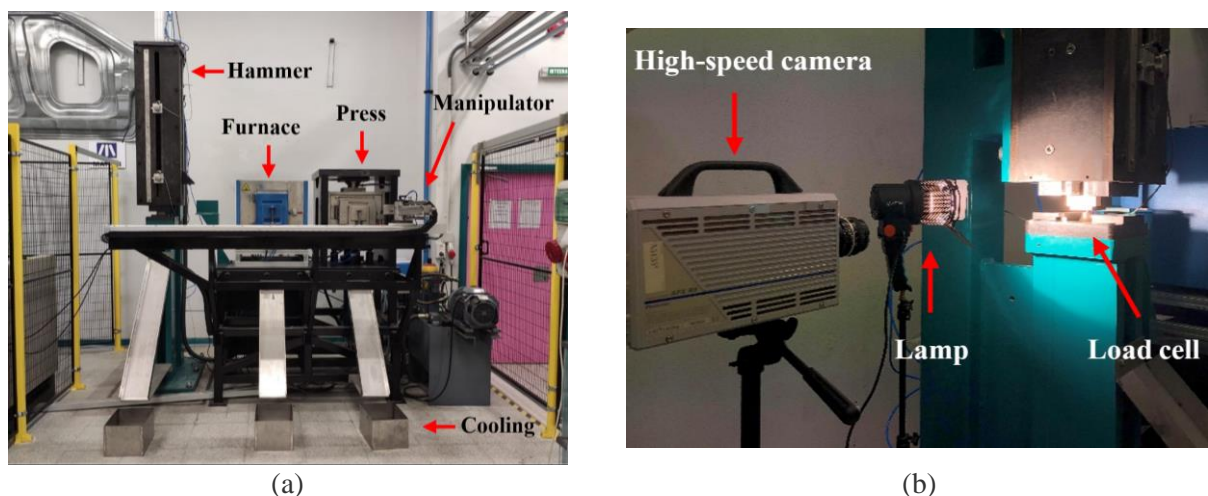 Hammer
Furnace
Press
Manipulator
Cooling
(a)
High-speed camera
Lamp
Load cell
(b)